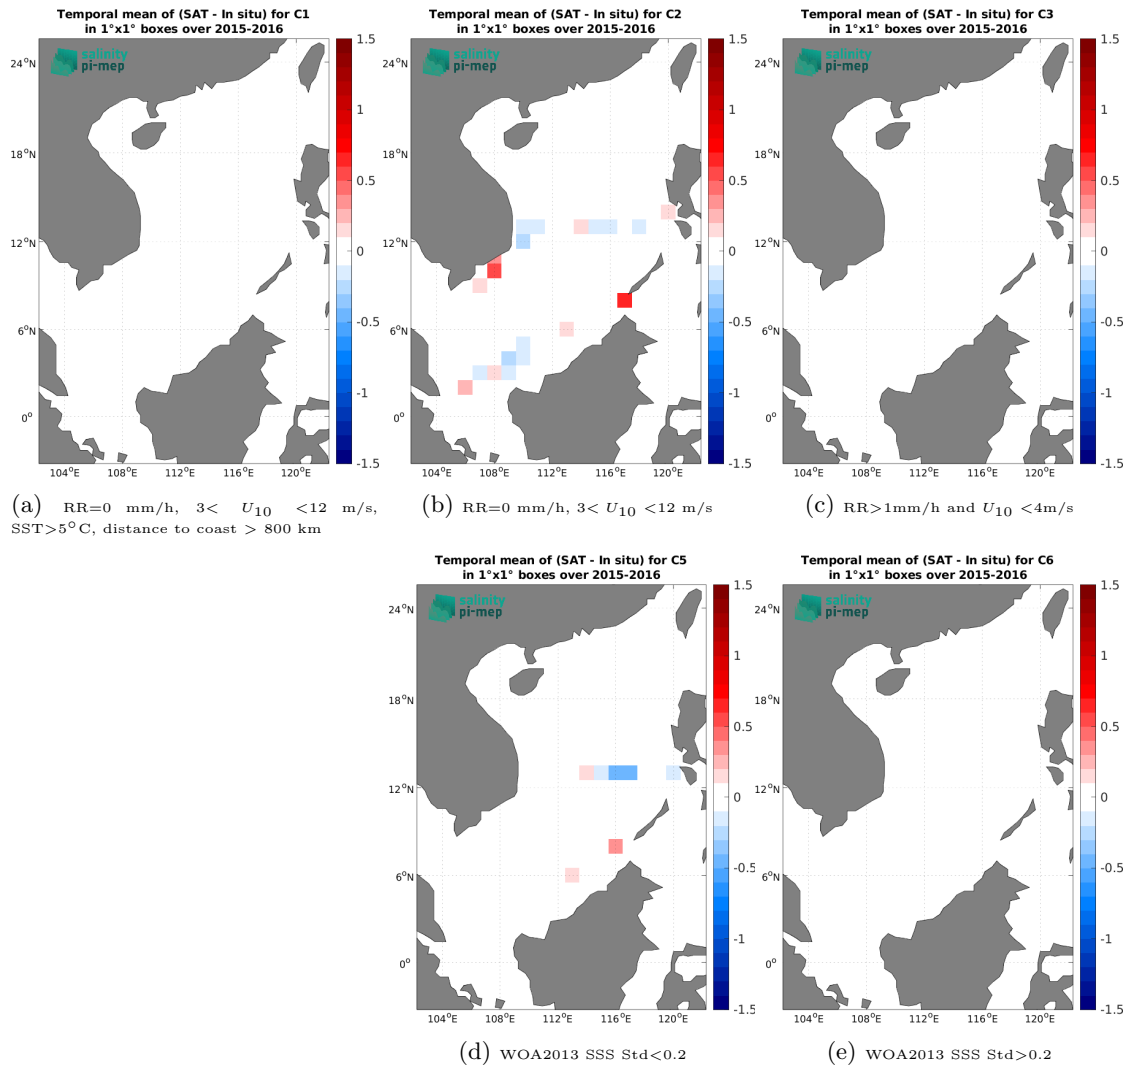 Temporal mean of (SAT - In situ) for C1
in 1°x1° boxes over 2015-2016
salinity
pi-mep
24°N
18°N
12°N
6°N
0°
104°E 108°E 112°E 116°E 120°E
1.5
1
0.5
0
-0.5
-1
-1.5
(a) RR=0 mm/h, 3< U10 <12 m/s,
SST>5°C, distance to coast > 800 km
Temporal mean of (SAT - In situ) for C2
in 1°x1° boxes over 2015-2016
salinity
pi-mep
24°N
18°N
12°N
6°N
0°
104°E 108°E 112°E 116°E 120°E
1.5
1
0.5
0
-0.5
-1
-1.5
(b) RR=0 mm/h, 3< U10 <12 m/s
Temporal mean of (SAT - In situ) for C3
in 1°x1° boxes over 2015-2016
salinity
pi-mep
24°N
18°N
12°N
6°N
0°
104°E 108°E 112°E 116°E 120°E
1.5
1
0.5
0
-0.5
-1
-1.5
(c) RR>1mm/h and U10 <4m/s
Temporal mean of (SAT - In situ) for C5
in 1°x1° boxes over 2015-2016
salinity
pi-mep
24°N
18°N
12°N
6°N
0°
104°E 108°E 112°E 116°E 120°E
1.5
1
0.5
0
-0.5
-1
-1.5
(d) WOA2013 SSS Std<0.2
Temporal mean of (SAT - In situ) for C6
in 1°x1° boxes over 2015-2016
salinity
pi-mep
24°N
18°N
12°N
6°N
0°
104°E 108°E 112°E 116°E 120°E
1.5
1
0.5
0
-0.5
-1
-1.5
(e) WOA2013 SSS Std>0.2